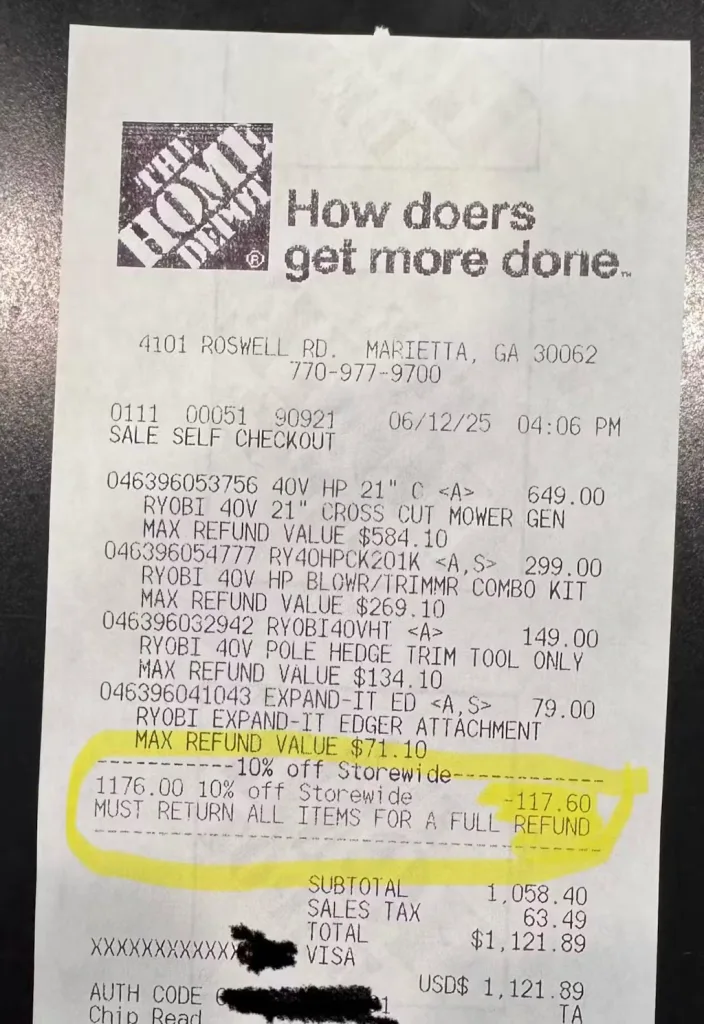 THE
HOME
DEPOT
®
How doers
get more done.™
4101 ROSWELL RD. MARIETTA, GA 30062
770-977-9700
0111 00051 90921 06/12/25 04:06 PM
SALE SELF CHECKOUT
046396053756 40V HP 21" C <A> 649.00
RYOBI 40V 21" CROSS CUT MOWER GEN
MAX REFUND VALUE $584.10
046396054777 RY40HPCK201K <A,S> 299.00
RYOBI 40V HP BLOWR/TRIMMR COMBO KIT
MAX REFUND VALUE $269.10
046396032942 RYOBI40VHT <A> 149.00
RYOBI 40V POLE HEDGE TRIM TOOL ONLY
MAX REFUND VALUE $134.10
046396041043 EXPAND-IT ED <A,S> 79.00
RYOBI EXPAND-IT EDGER ATTACHMENT
MAX REFUND VALUE $71.10
-----------10% off Storewide------------
1176.00 10% off Storewide -117.60
MUST RETURN ALL ITEMS FOR A FULL REFUND
----------------------------------------
SUBTOTAL 1,058.40
SALES TAX 63.49
TOTAL $1,121.89
XXXXXXXXXXXX VISA
USD$ 1,121.89
AUTH CODE 1
Chip Read TA